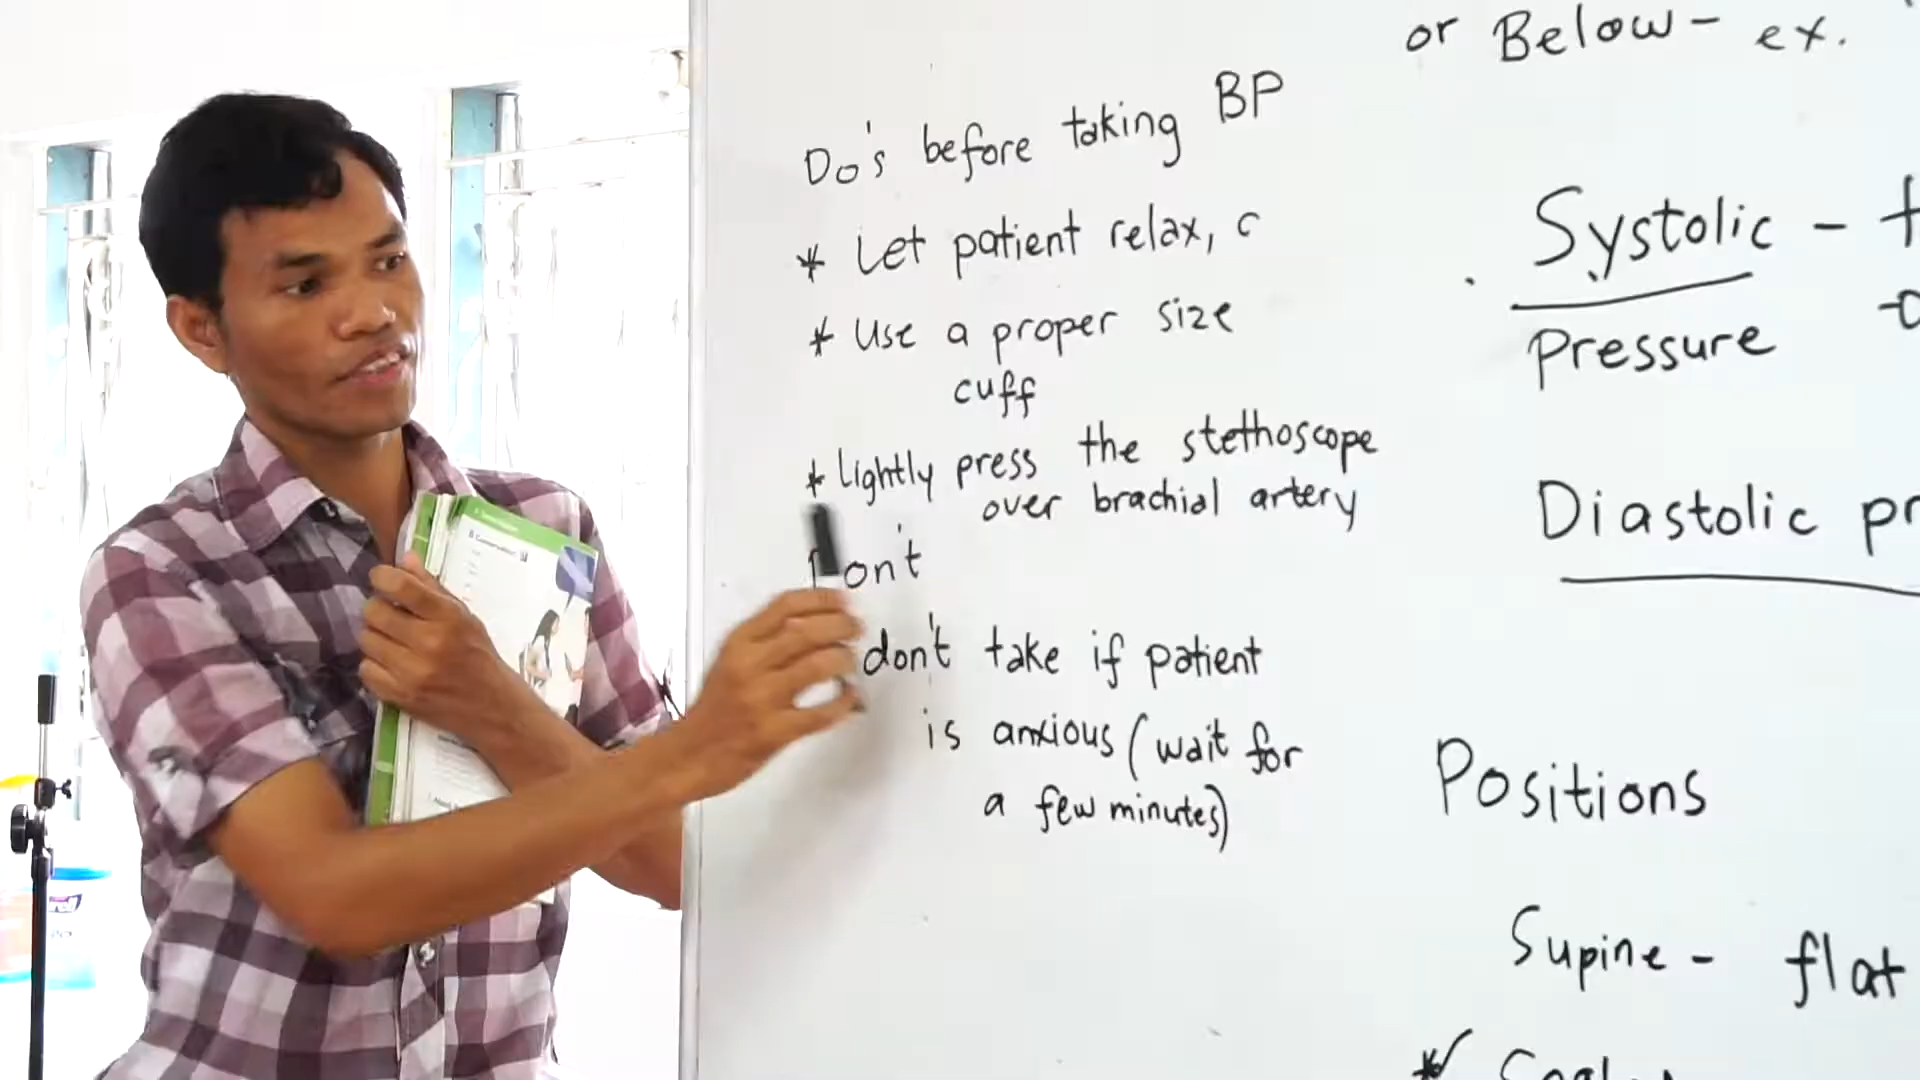 or Below - ex.
Do's before taking BP
* Let patient relax, c
* Use a proper size
cuff
* Lightly press the stethoscope
over brachial artery
Don't
don't take if patient
is anxious (wait for
a few minutes)
Systolic -
Pressure
Diastolic pr
Positions
Supine - flat